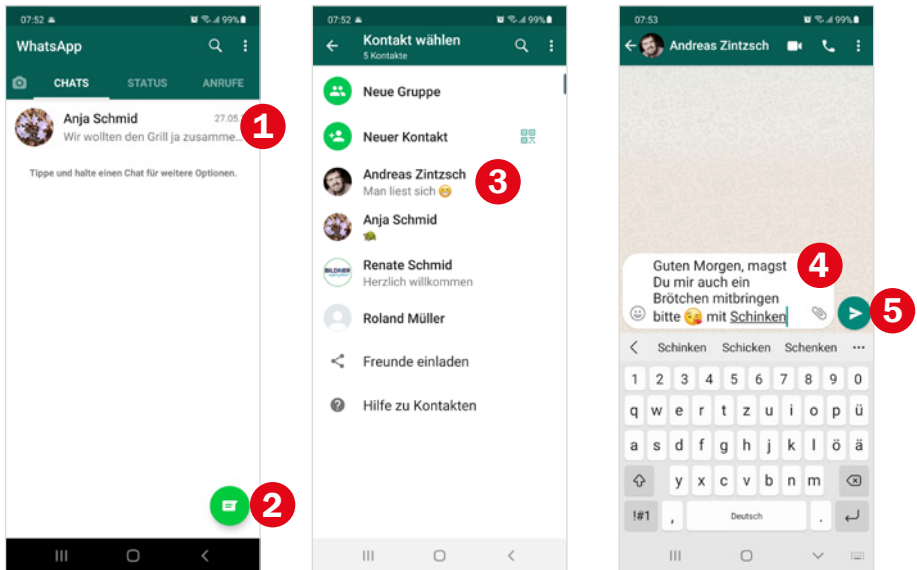 07:52
99%
WhatsApp
CHATS STATUS ANRUFE
Anja Schmid 27.05.
Wir wollten den Grill ja zusamme...
1
Tippe und halte einen Chat für weitere Optionen.
2
07:52
99%
Kontakt wählen
5 Kontakte
Neue Gruppe
Neuer Kontakt
Andreas Zintzsch
Man liest sich 😁
3
Anja Schmid
🐢
BILDNER
Renate Schmid
Herzlich willkommen
Roland Müller
Freunde einladen
Hilfe zu Kontakten
07:53
99%
Andreas Zintzsch
Guten Morgen, magst
Du mir auch ein
Brötchen mitbringen
bitte 😘 mit Schinken
4
5
Schinken Schicken Schenken ...
1 2 3 4 5 6 7 8 9 0
q w e r t z u i o p ü
a s d f g h j k l ö ä
y x c v b n m
!#1 , Deutsch .